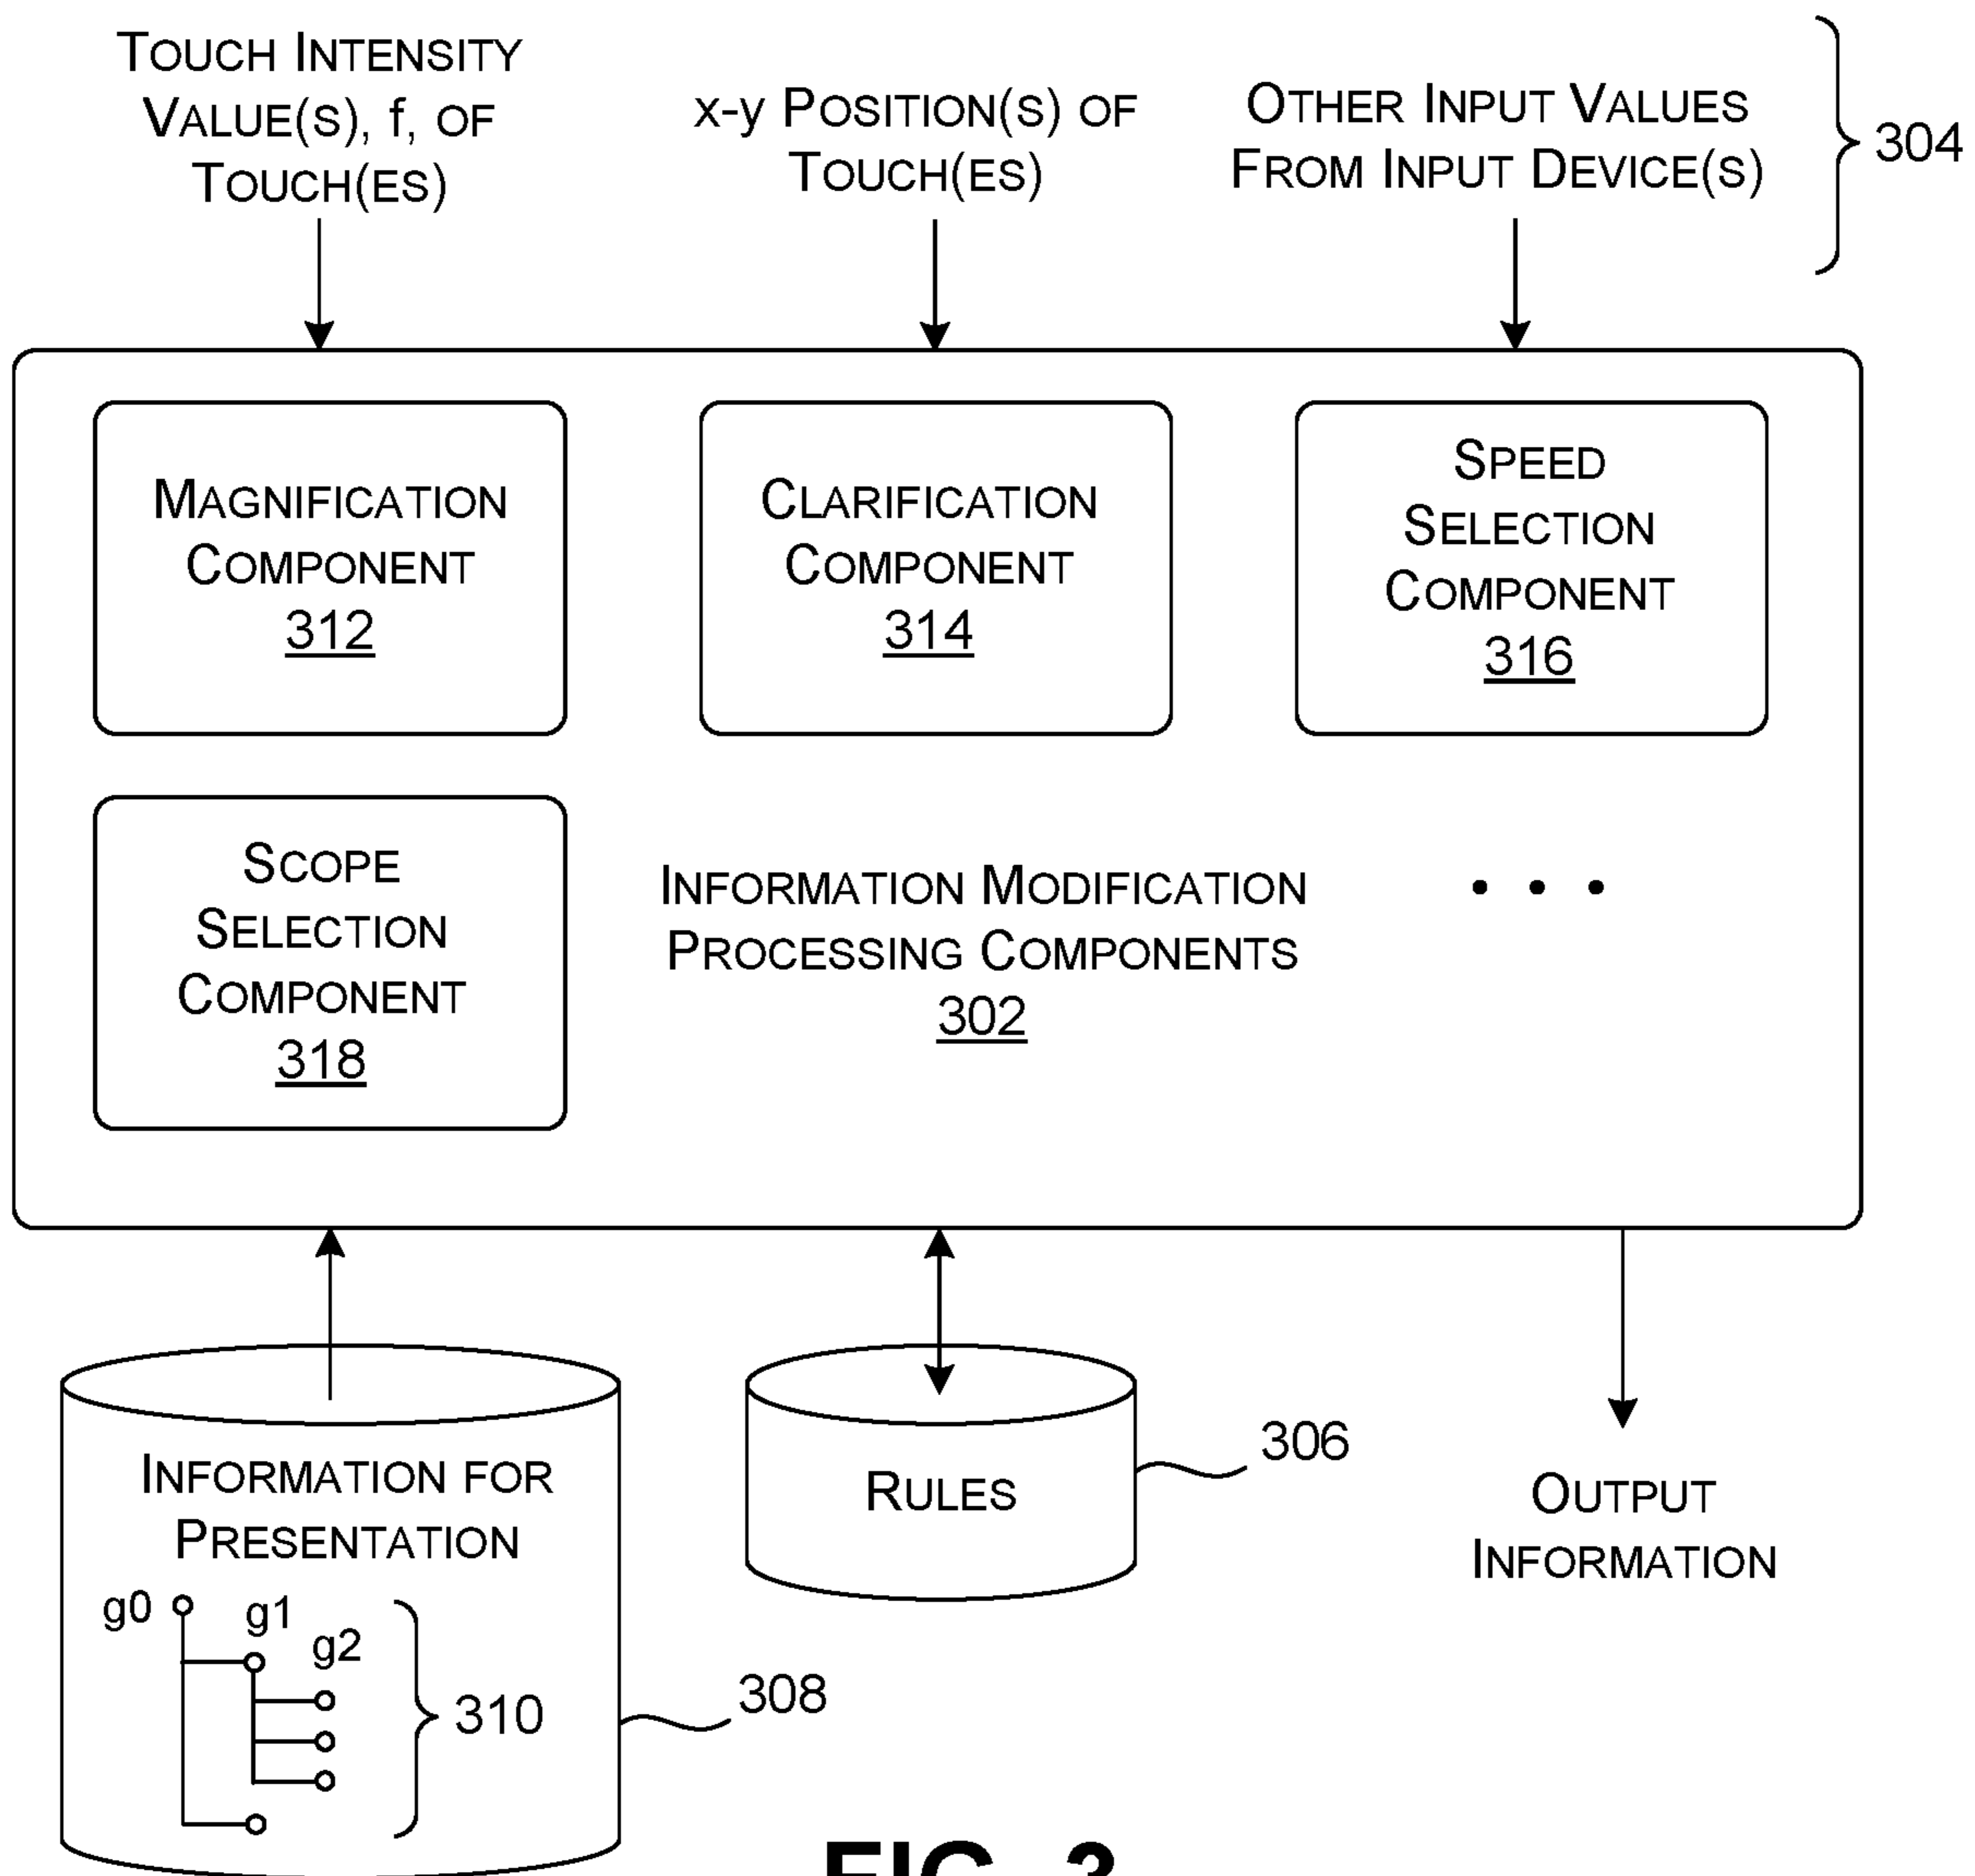 TOUCH INTENSITY
VALUE(S), f, OF
TOUCH(ES)
x-y POSITION(S) OF
TOUCH(ES)
OTHER INPUT VALUES
FROM INPUT DEVICE(S)
304
MAGNIFICATION
COMPONENT
312
CLARIFICATION
COMPONENT
314
SPEED
SELECTION
COMPONENT
316
SCOPE
SELECTION
COMPONENT
318
INFORMATION MODIFICATION
PROCESSING COMPONENTS
302
• • •
INFORMATION FOR
PRESENTATION
g0
g1
g2
310
308
RULES
306
OUTPUT
INFORMATION
FIG. 3